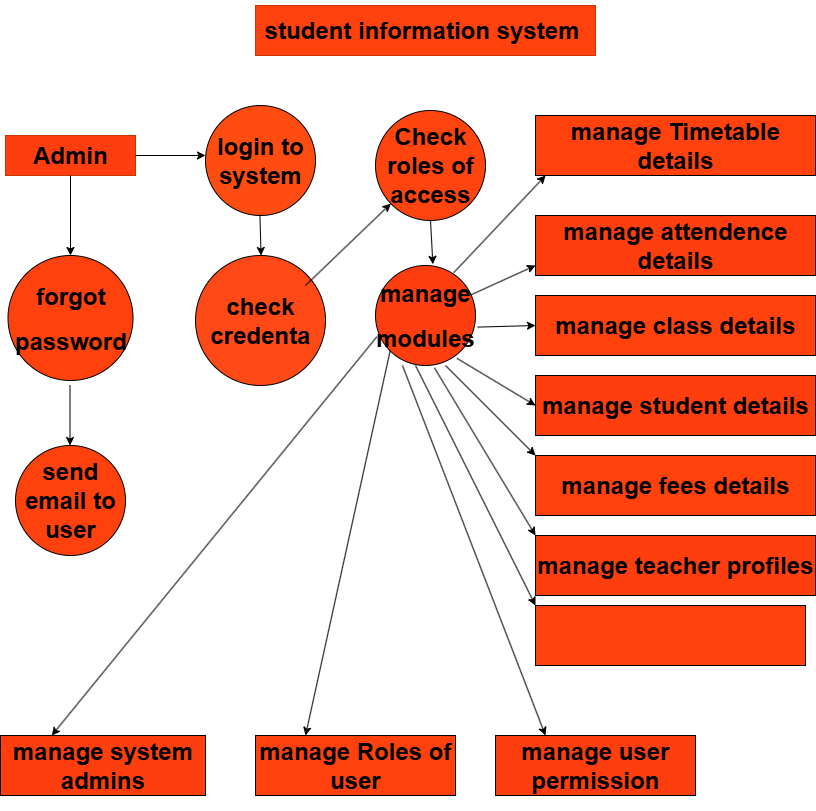 student information system
Admin
login to
system
Check
roles of
access
manage Timetable
details
manage attendence
details
forgot
password
check
credenta
manage
modules
manage class details
manage student details
send
email to
user
manage fees details
manage teacher profiles
manage system
admins
manage Roles of
user
manage user
permission